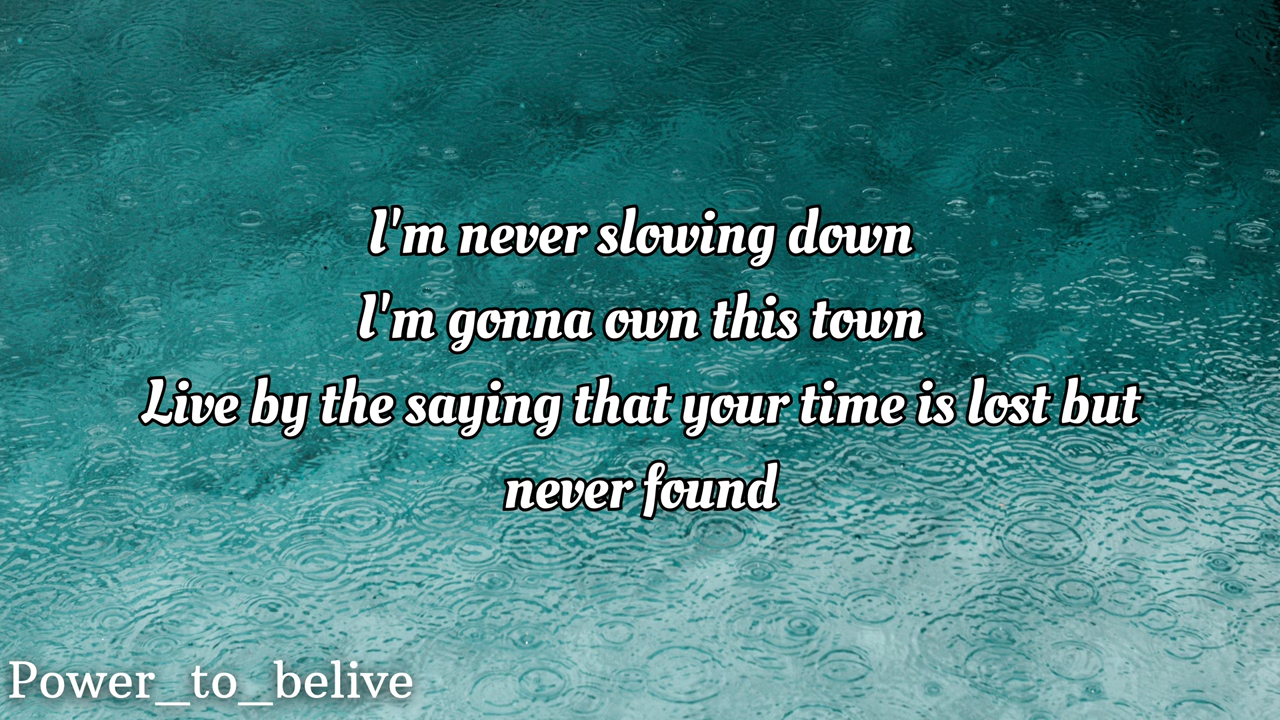 I'm never slowing down
I'm gonna own this town
Live by the saying that your time is lost but
never found
Power_to_belive